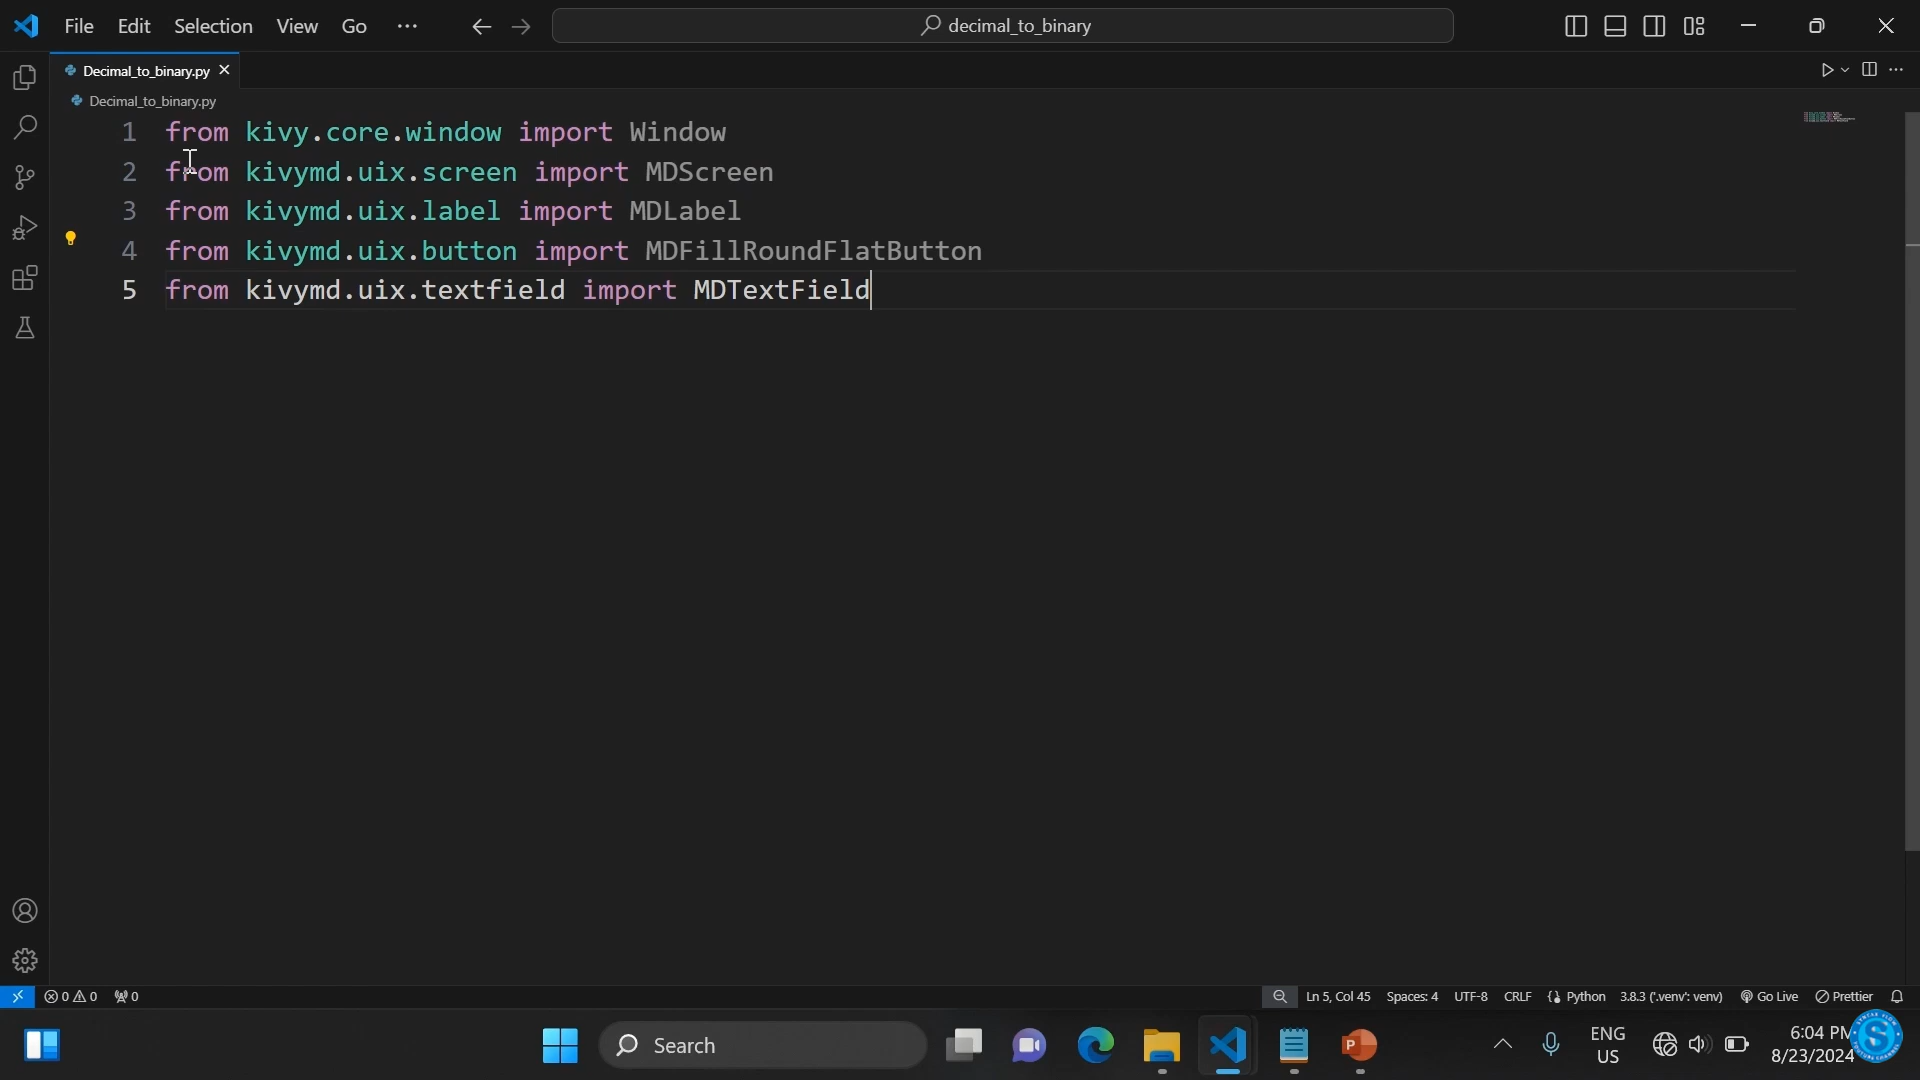 File Edit Selection View Go ··· decimal_to_binary
Decimal_to_binary.py
Decimal_to_binary.py
1 from kivy.core.window import Window
2 from kivymd.uix.screen import MDScreen
3 from kivymd.uix.label import MDLabel
4 from kivymd.uix.button import MDFillRoundFlatButton
5 from kivymd.uix.textfield import MDTextField
0 0 0 Ln 5, Col 45 Spaces: 4 UTF-8 CRLF Python 3.8.3 ('.venv': venv) Go Live Prettier
Search
P
ENG
US
6:04 PM
8/23/2024
S